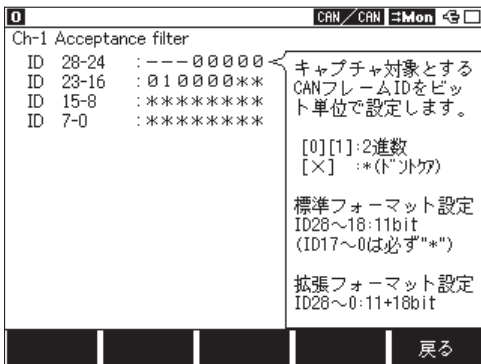 0 CAN/CAN ⇄Mon
Ch-1 Acceptance filter
ID 28-24 :---00000
ID 23-16 :010000**
ID 15-8 :********
ID 7-0 :********
キャプチャ対象とする
CANフレームIDをビッ
ト単位で設定します。
[0][1]:2進数
[×] :*(ドントケア)
標準フォーマット設定
ID28~18:11bit
(ID17~0は必ず"*")
拡張フォーマット設定
ID28~0:11+18bit
戻る